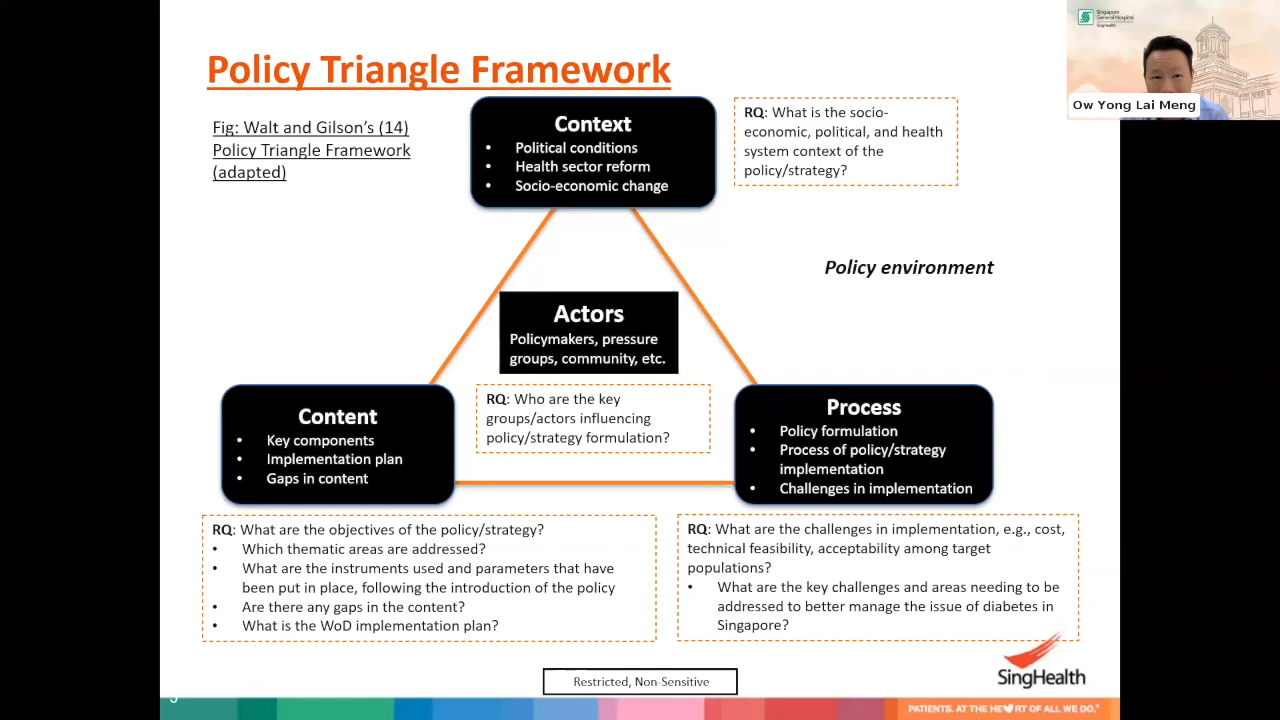 Policy Triangle Framework
Fig: Walt and Gilson's (14)
Policy Triangle Framework
(adapted)
Context
• Political conditions
• Health sector reform
• Socio-economic change
RQ: What is the socio-
economic, political, and health
system context of the
policy/strategy?
Singapore
General Hospital
SingHealth
Ow Yong Lai Meng
Policy environment
Actors
Policymakers, pressure
groups, community, etc.
RQ: Who are the key
groups/actors influencing
policy/strategy formulation?
Content
• Key components
• Implementation plan
• Gaps in content
Process
• Policy formulation
• Process of policy/strategy
implementation
• Challenges in implementation
RQ: What are the objectives of the policy/strategy?
• Which thematic areas are addressed?
• What are the instruments used and parameters that have
been put in place, following the introduction of the policy
• Are there any gaps in the content?
• What is the WoD implementation plan?
RQ: What are the challenges in implementation, e.g., cost,
technical feasibility, acceptability among target
populations?
• What are the key challenges and areas needing to be
addressed to better manage the issue of diabetes in
Singapore?
SingHealth
Restricted, Non-Sensitive
PATIENTS. AT THE HE♥RT OF ALL WE DO.